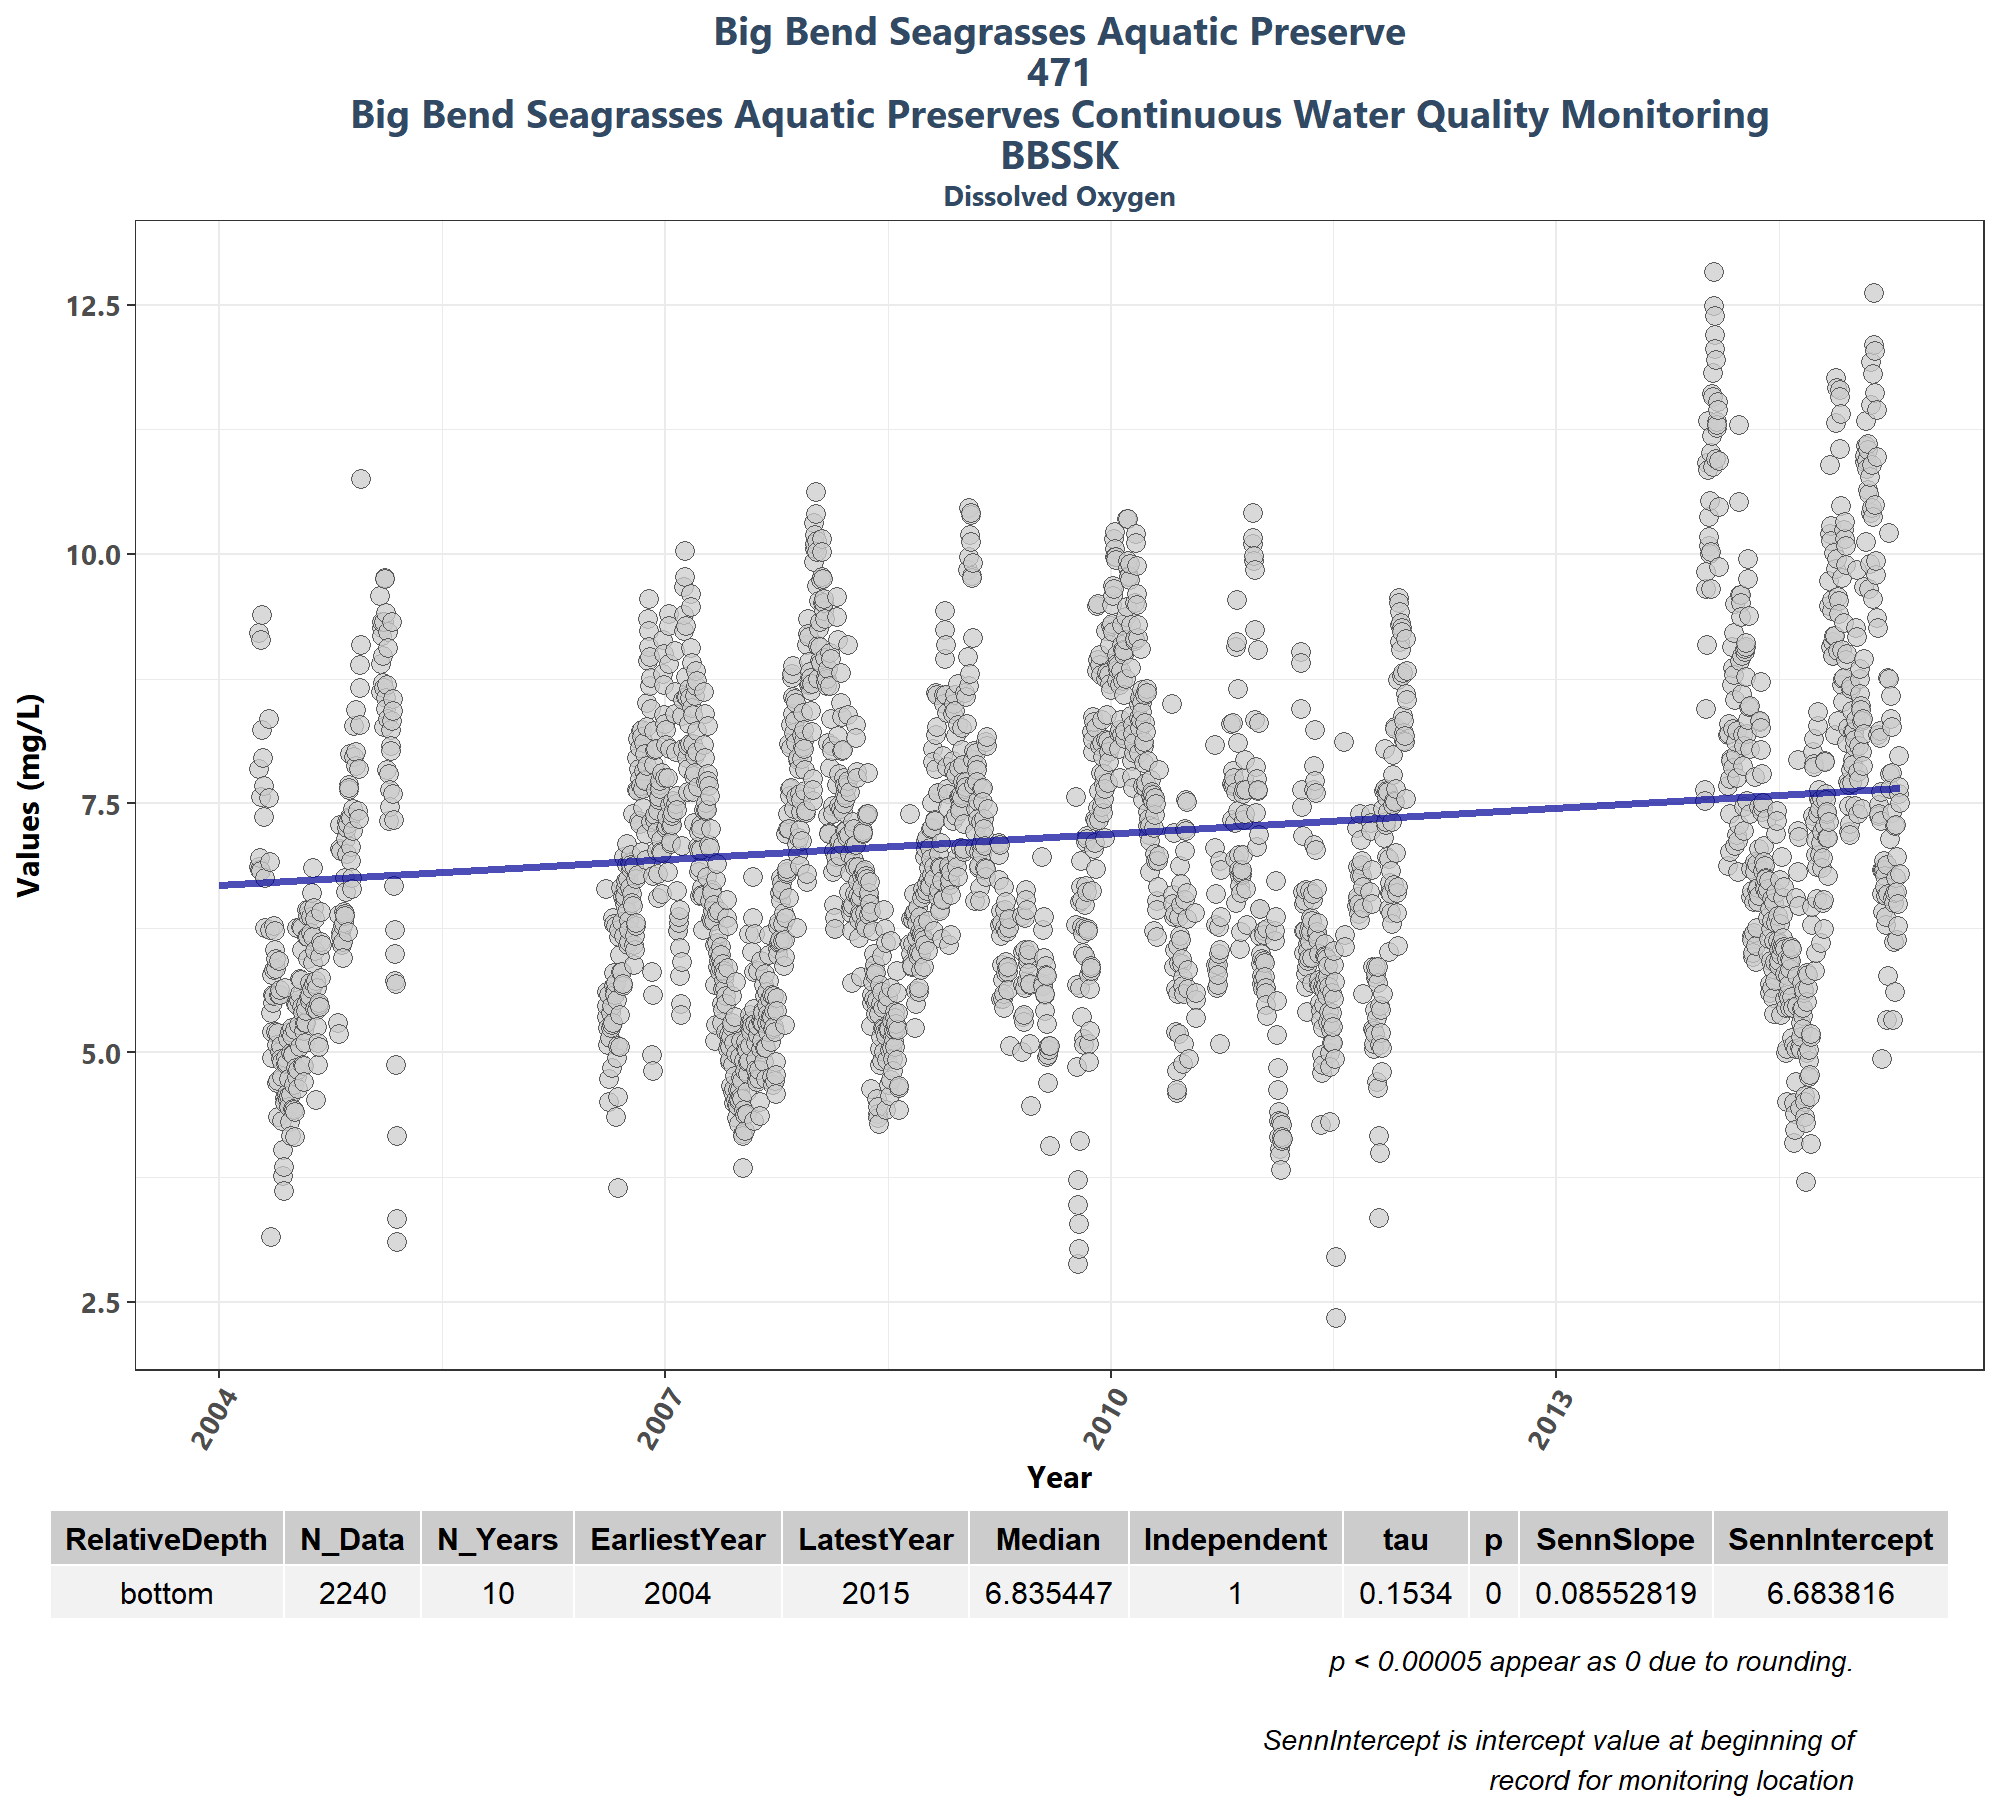 Big Bend Seagrasses Aquatic Preserve
471
Big Bend Seagrasses Aquatic Preserves Continuous Water Quality Monitoring
BBSSK
Dissolved Oxygen
Values (mg/L)
12.5
10.0
7.5
5.0
2.5
2004 2007 2010 2013
Year
RelativeDepth N_Data N_Years EarliestYear LatestYear Median Independent tau p SennSlope SennIntercept
bottom 2240 10 2004 2015 6.835447 1 0.1534 0 0.08552819 6.683816
p < 0.00005 appear as 0 due to rounding.
SennIntercept is intercept value at beginning of
record for monitoring location